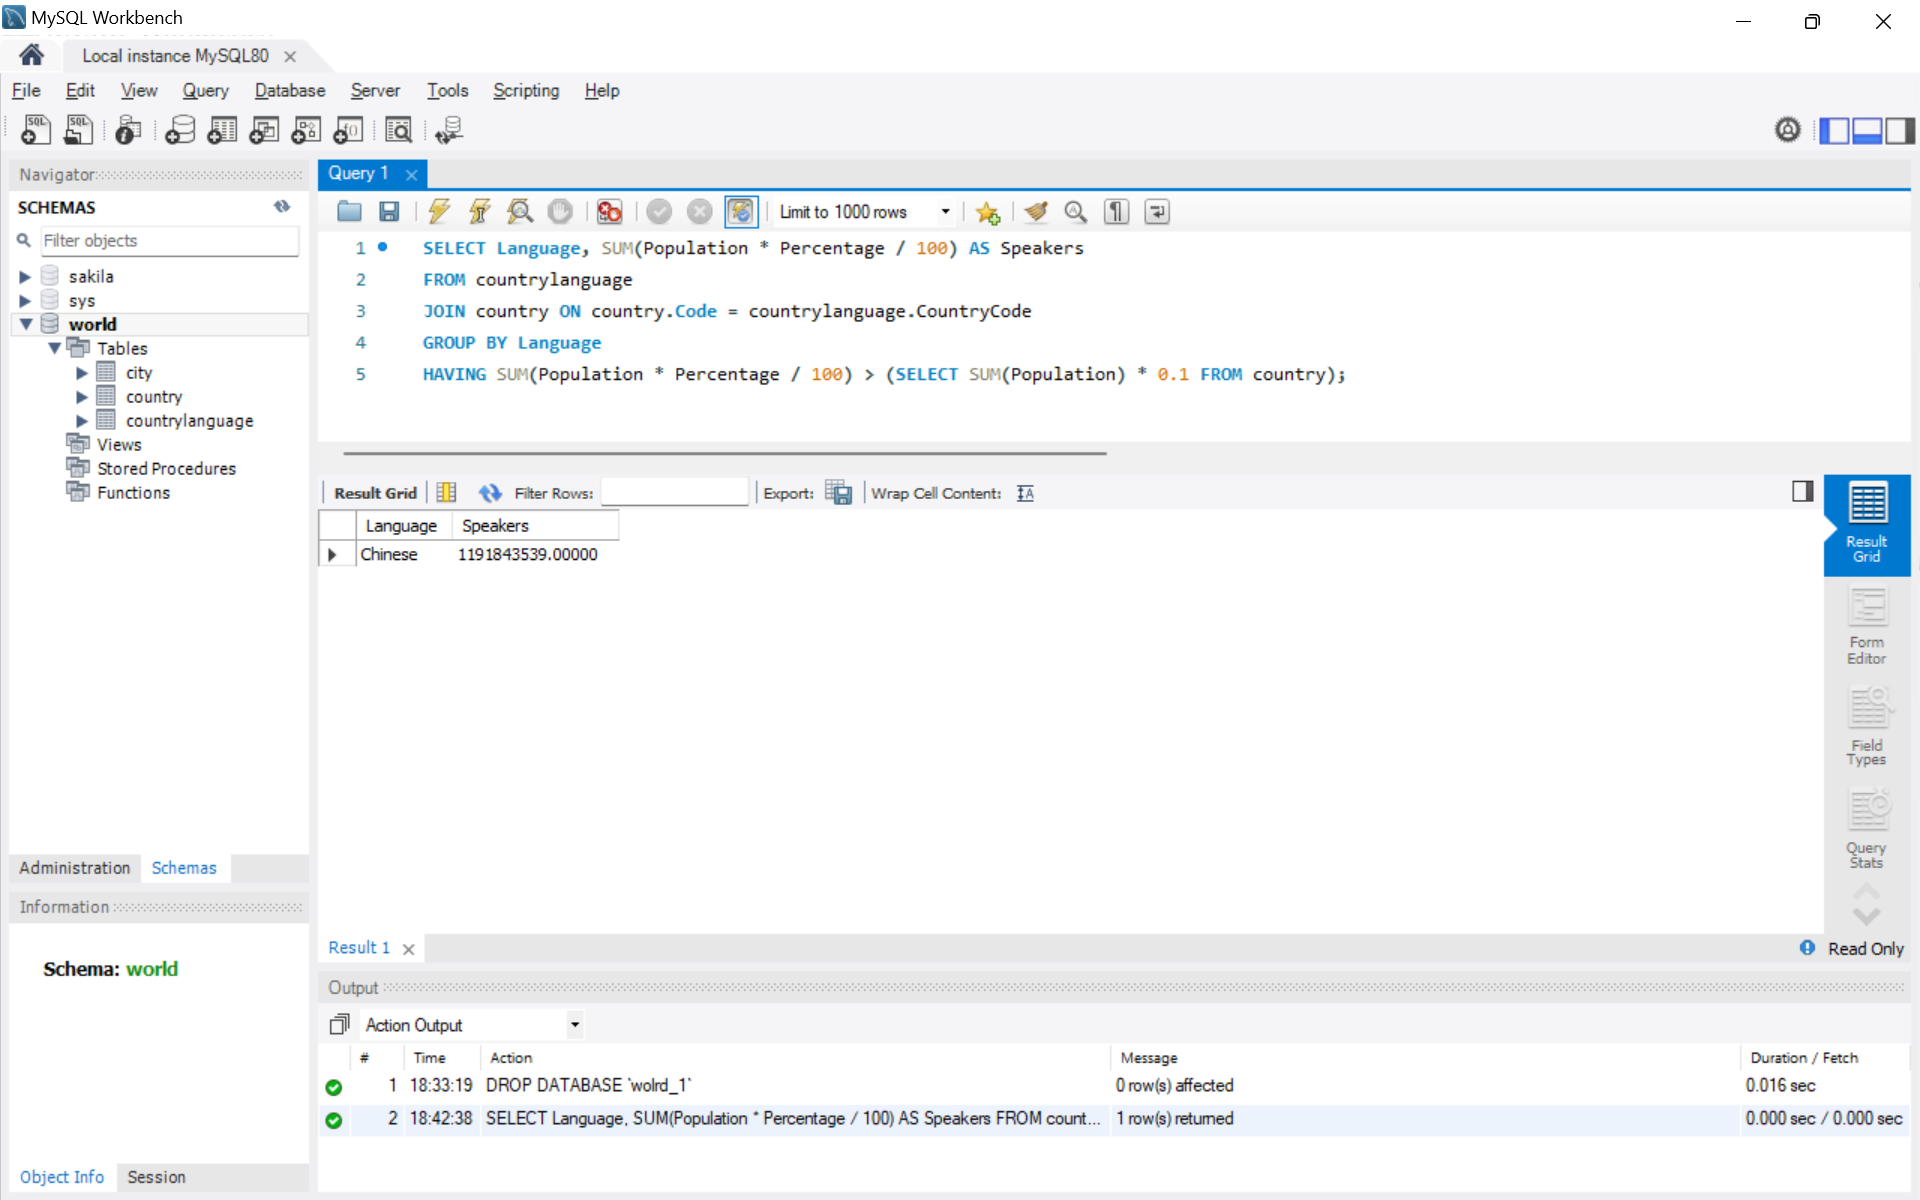 MySQL Workbench
Local instance MySQL80
File Edit View Query Database Server Tools Scripting Help
Navigator
SCHEMAS
Filter objects
sakila
sys
world
Tables
city
country
countrylanguage
Views
Stored Procedures
Functions
Administration Schemas
Information
Schema: world
Object Info Session
Query 1
Limit to 1000 rows
1 SELECT Language, SUM(Population * Percentage / 100) AS Speakers
2 FROM countrylanguage
3 JOIN country ON country.Code = countrylanguage.CountryCode
4 GROUP BY Language
5 HAVING SUM(Population * Percentage / 100) > (SELECT SUM(Population) * 0.1 FROM country);
Result Grid Filter Rows: Export: Wrap Cell Content:
Language Speakers
Chinese 1191843539.00000
Result Grid
Form Editor
Field Types
Query Stats
Result 1
Read Only
Output
Action Output
# Time Action Message Duration / Fetch
1 18:33:19 DROP DATABASE `wolrd_1` 0 row(s) affected 0.016 sec
2 18:42:38 SELECT Language, SUM(Population * Percentage / 100) AS Speakers FROM count... 1 row(s) returned 0.000 sec / 0.000 sec